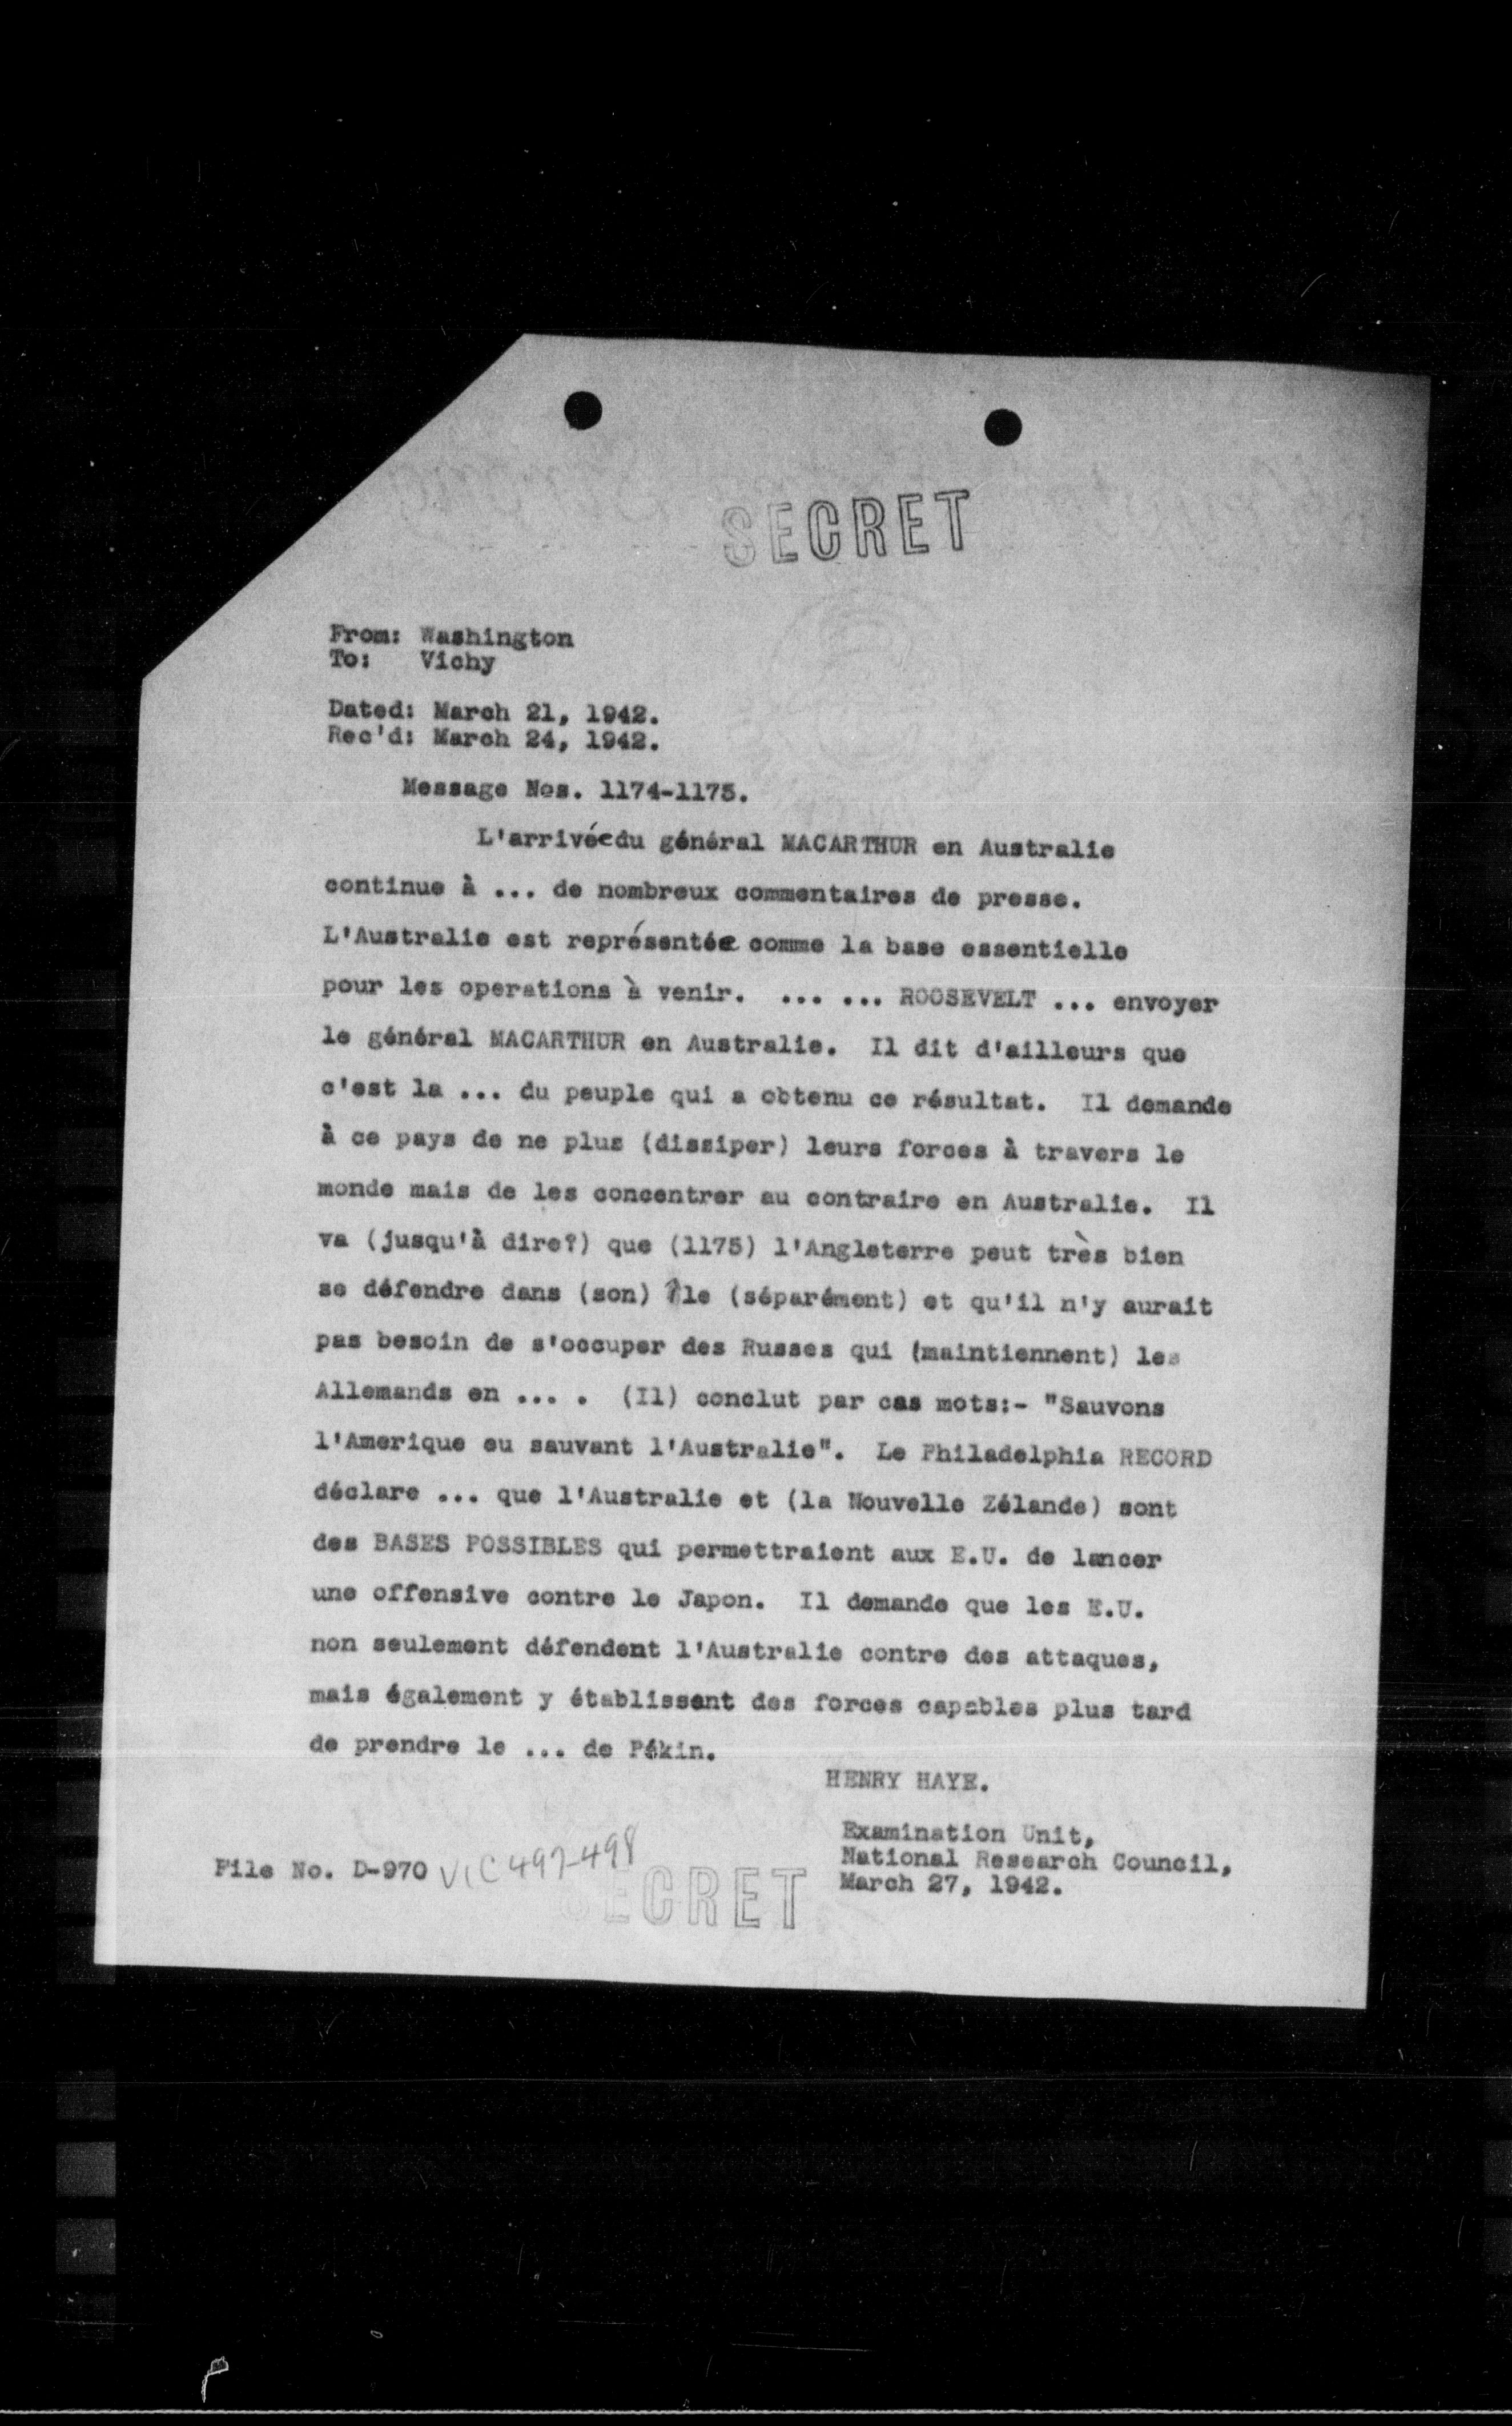 SECRET
From: Washington
To: Vichy
Dated: March 21, 1942.
Rec'd: March 24, 1942.
Message Nos. 1174-1175.
L'arrivée du général MACARTHUR en Australie
continue à ... de nombreux commentaires de presse.
L'Australie est représentée comme la base essentielle
pour les operations à venir. ... ... ROOSEVELT ... envoyer
le général MACARTHUR en Australie. Il dit d'ailleurs que
c'est la ... du peuple qui a obtenu ce résultat. Il demande
à ce pays de ne plus (dissiper) leurs forces à travers le
monde mais de les concentrer au contraire en Australie. Il
va (jusqu'à dire?) que (1175) l'Angleterre peut très bien
se défendre dans (son) île (séparément) et qu'il n'y aurait
pas besoin de s'occuper des Russes qui (maintiennent) les
Allemands en ... . (Il) conclut par cas mots:- "Sauvons
l'Amerique eu sauvant l'Australie". Le Philadelphia RECORD
déclare ... que l'Australie et (la Nouvelle Zélande) sont
des BASES POSSIBLES qui permettraient aux E.U. de lancer
une offensive contre le Japon. Il demande que les E.U.
non seulement défendent l'Australie contre des attaques,
mais également y établissent des forces capables plus tard
de prendre le ... de Pékin.
HENRY HAYE.
Examination Unit,
National Research Council,
March 27, 1942.
File No. D-970 VIC 497-498
SECRET